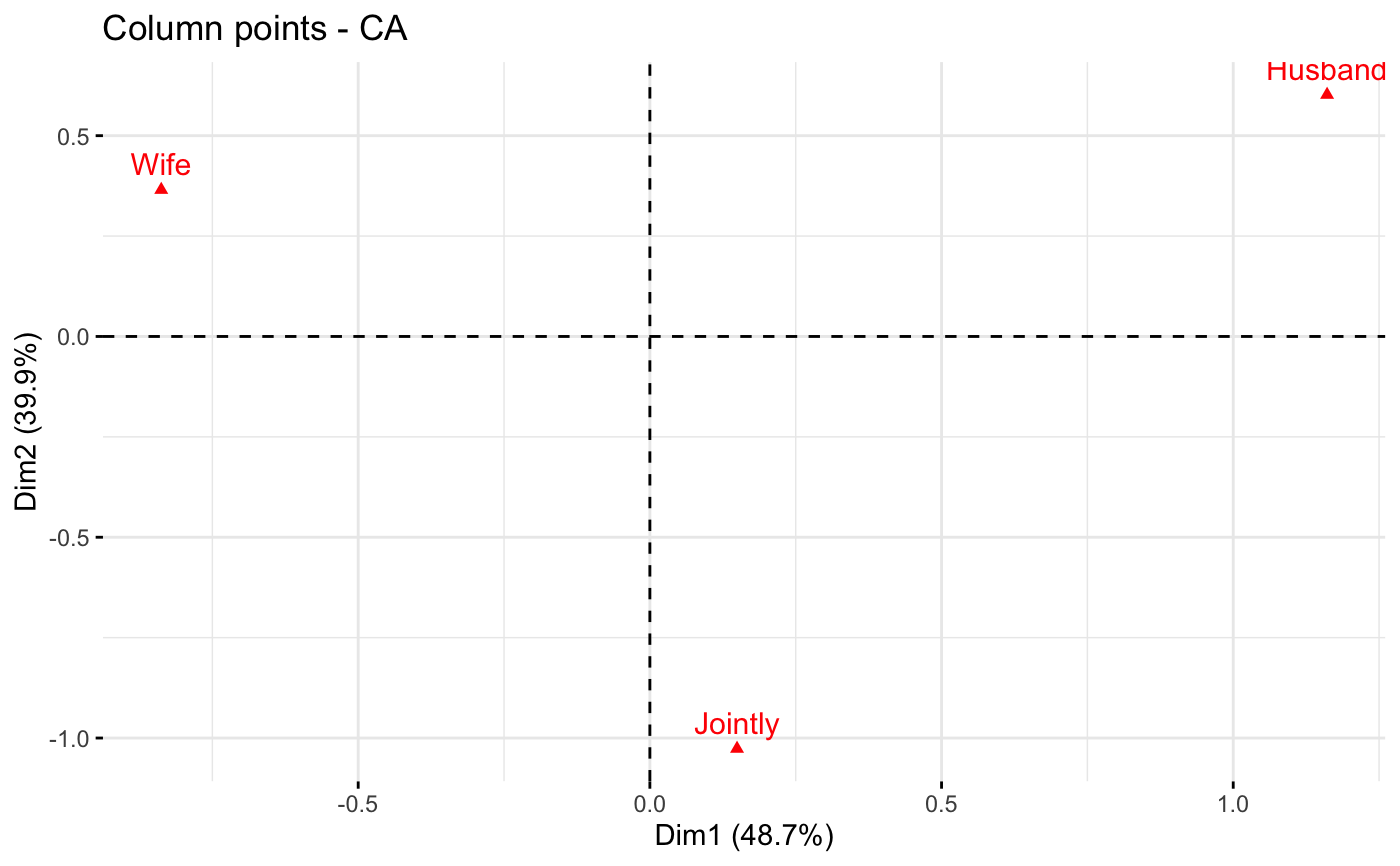 Column points - CA
Husband
0.5
Wife
0.0
Dim2 (39.9%)
-0.5
Jointly
-1.0
-0.5
0.0
0.5
1.0
Dim1 (48.7%)